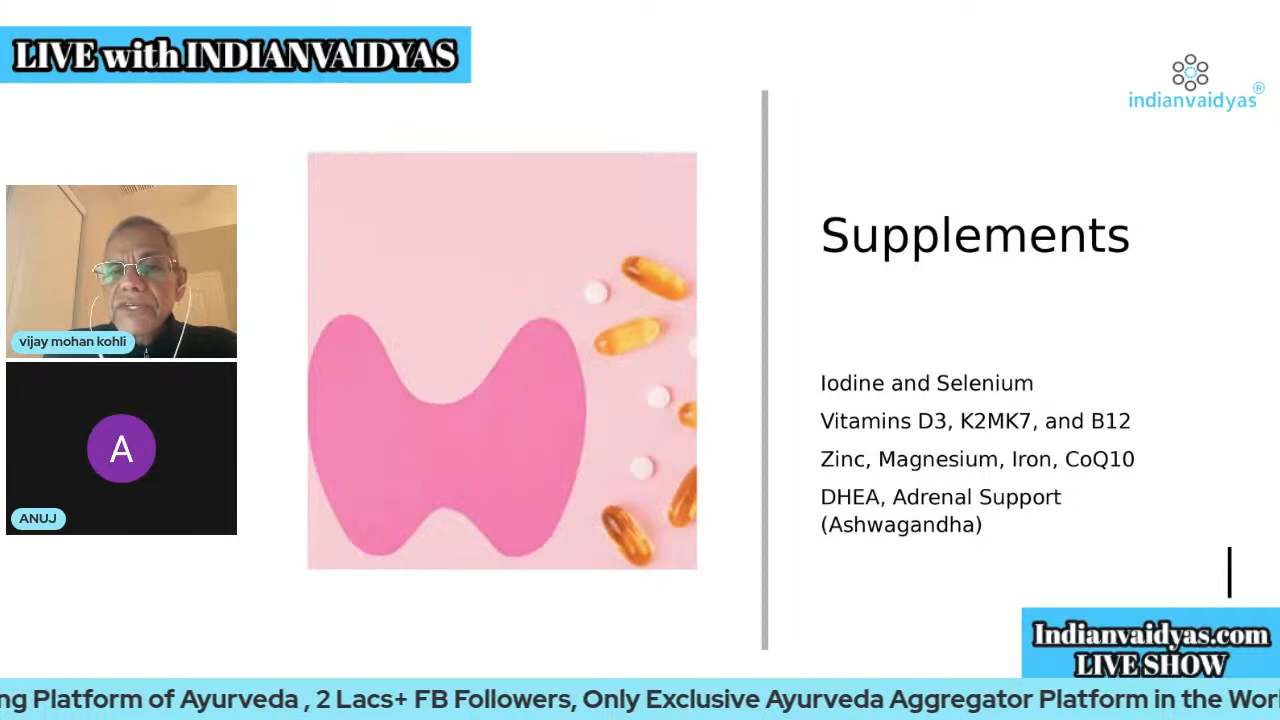 LIVE with INDIANVAIDYAS
indianvaidyas®
vijay mohan kohli
A
ANUJ
Supplements
Iodine and Selenium
Vitamins D3, K2MK7, and B12
Zinc, Magnesium, Iron, CoQ10
DHEA, Adrenal Support
(Ashwagandha)
Indianvaidyas.com
LIVE SHOW
ng Platform of Ayurveda , 2 Lacs+ FB Followers, Only Exclusive Ayurveda Aggregator Platform in the Wor